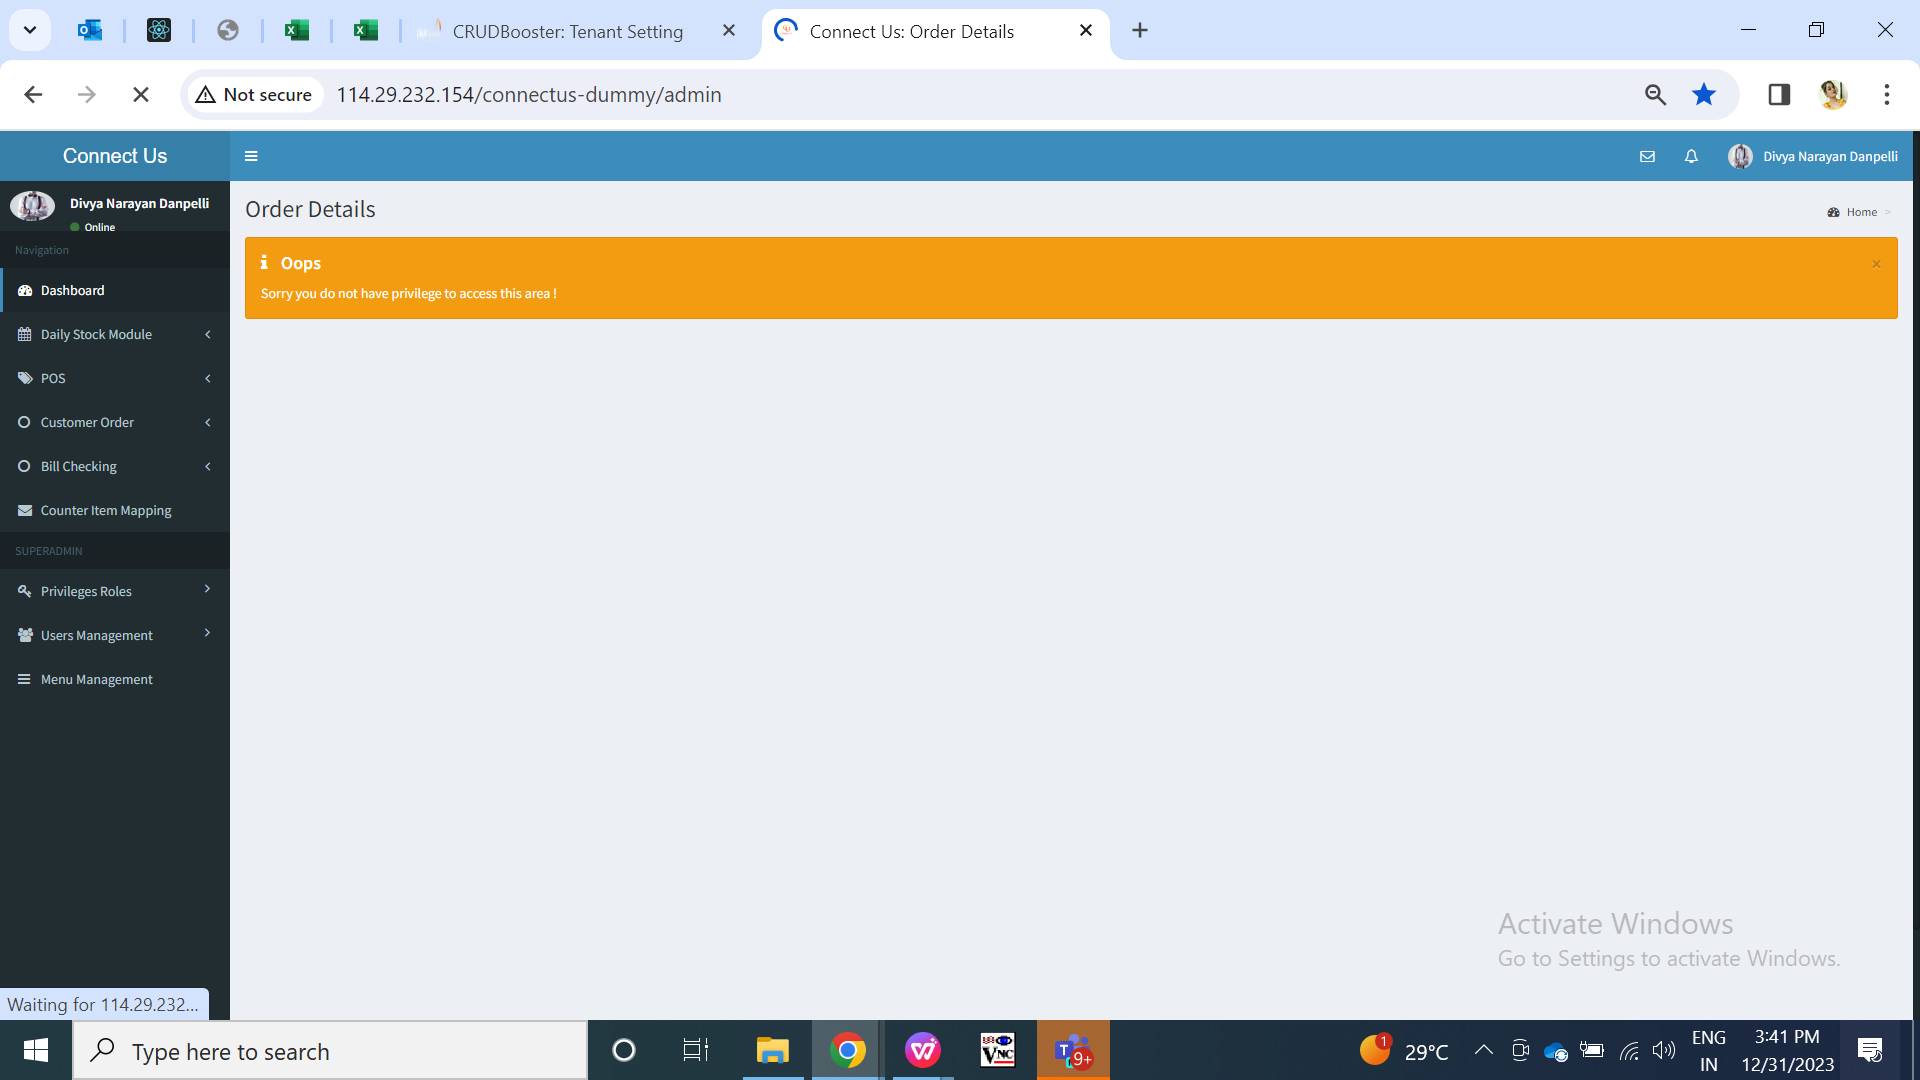 CRUDBooster: Tenant Setting
Connect Us: Order Details
Not secure
114.29.232.154/connectus-dummy/admin
Connect Us
Divya Narayan Danpelli
Divya Narayan Danpelli
Online
Order Details
Home >
Navigation
Oops
×
Sorry you do not have privilege to access this area !
Dashboard
Daily Stock Module
POS
Customer Order
Bill Checking
Counter Item Mapping
SUPERADMIN
Privileges Roles
Users Management
Menu Management
Activate Windows
Go to Settings to activate Windows.
Waiting for 114.29.232...
Type here to search
VNC
T
9+
1
29°C
ENG
IN
3:41 PM
12/31/2023